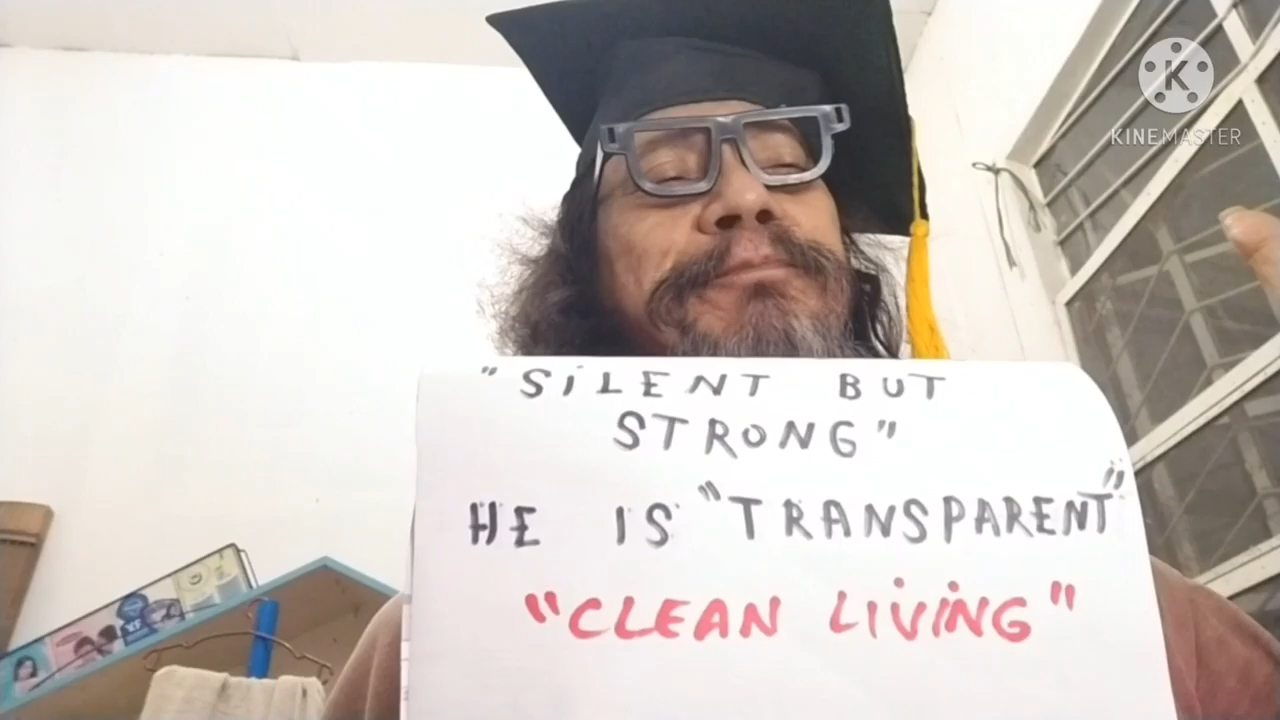 KINEMASTER
"SiLENT BUT
STRONG"
HE IS "TRANSPARENT"
"CLEAN LiViNG"